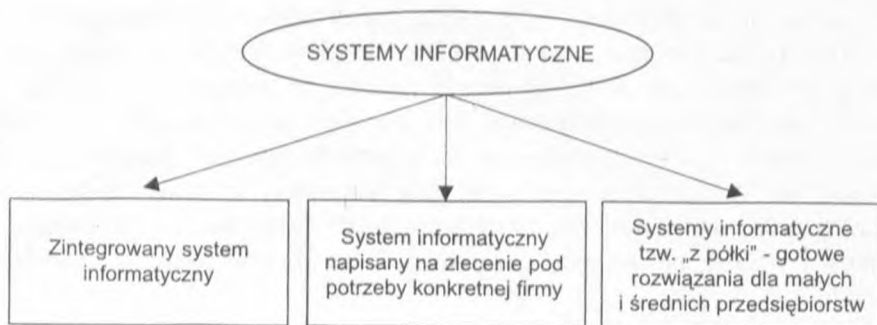 SYSTEMY INFORMATYCZNE
Zintegrowany system
informatyczny
System informatyczny
napisany na zlecenie pod
potrzeby konkretnej firmy
Systemy informatyczne
tzw. „z półki" - gotowe
rozwiązania dla małych
i średnich przedsiębiorstw